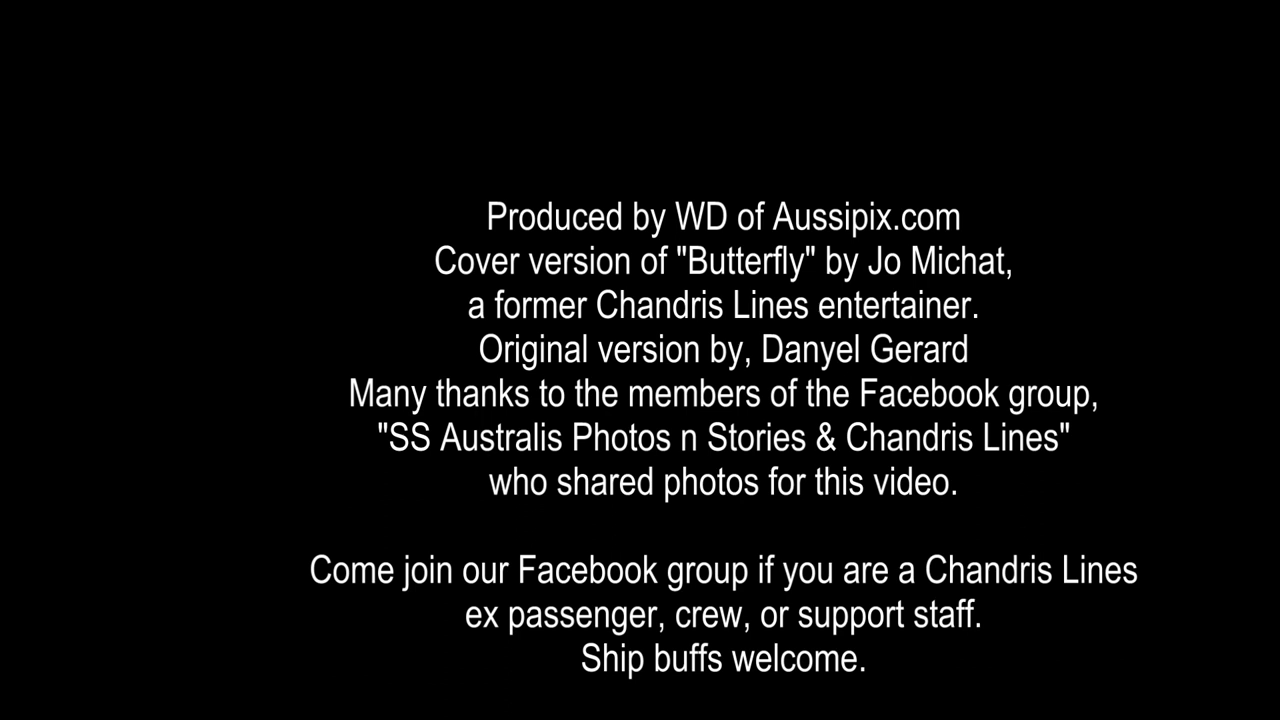 Produced by WD of Aussipix.com
Cover version of "Butterfly" by Jo Michat,
a former Chandris Lines entertainer.
Original version by, Danyel Gerard
Many thanks to the members of the Facebook group,
"SS Australis Photos n Stories & Chandris Lines"
who shared photos for this video.
Come join our Facebook group if you are a Chandris Lines
ex passenger, crew, or support staff.
Ship buffs welcome.